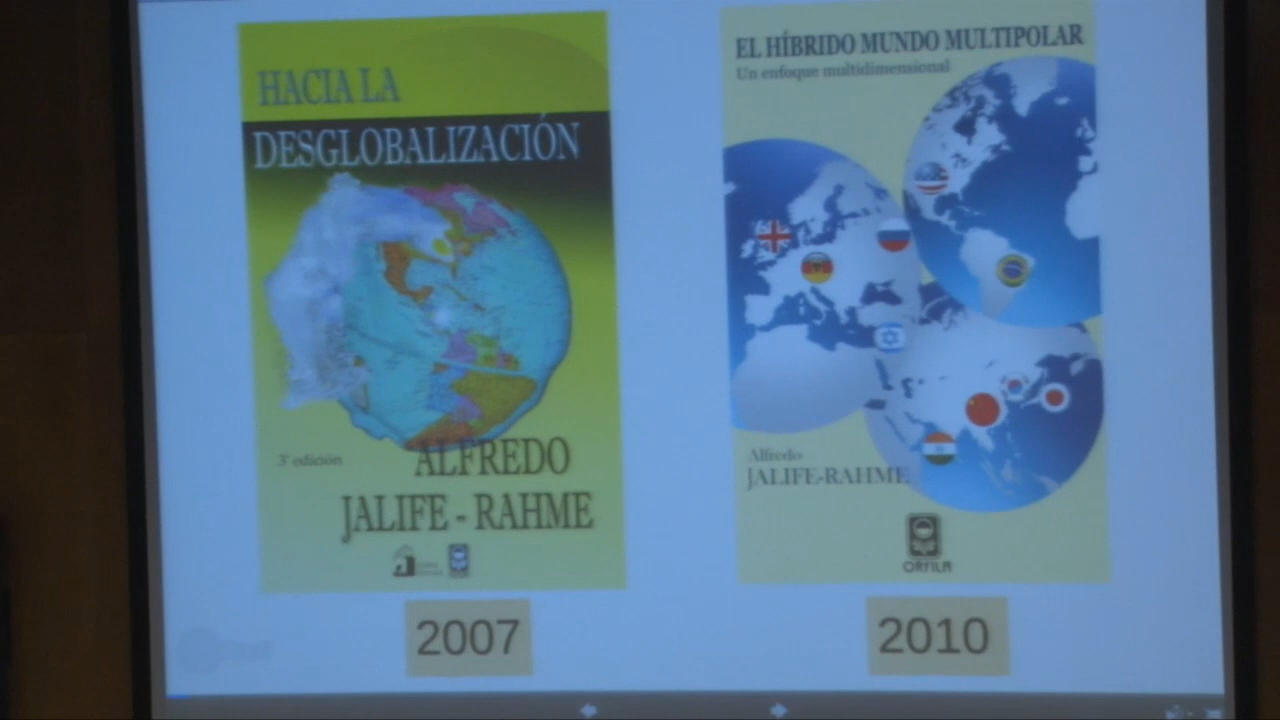 HACIA LA
DESGLOBALIZACIÓN
3ª edición
ALFREDO
JALIFE - RAHME
2007
EL HÍBRIDO MUNDO MULTIPOLAR
Un enfoque multidimensional
Alfredo
JALIFE-RAHME
ORFILA
2010